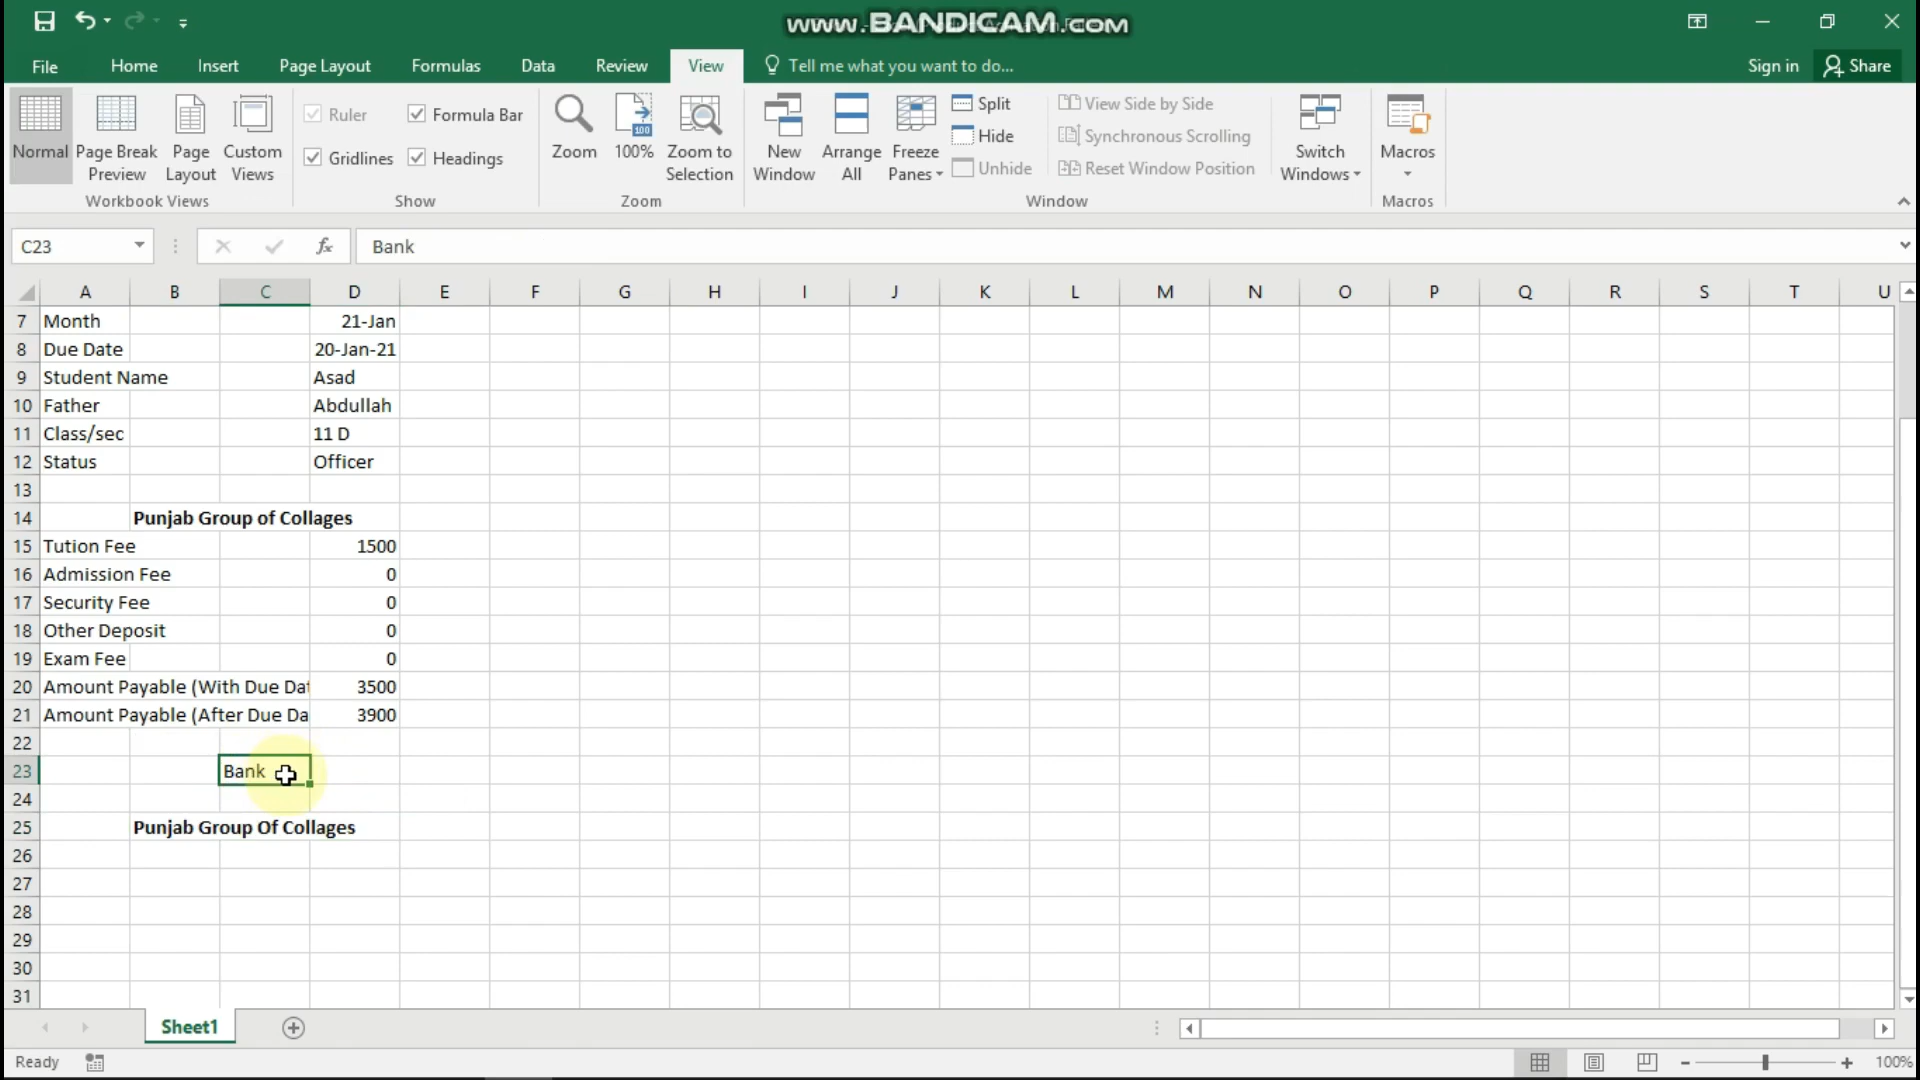 www.BANDICAM.com
File Home Insert Page Layout Formulas Data Review View Tell me what you want to do... Sign in Share
Normal Page Break Preview Page Layout Custom Views
Workbook Views
Ruler Formula Bar
Gridlines Headings
Show
Zoom 100% Zoom to Selection
Zoom
New Window Arrange All Freeze Panes
Split
Hide
Unhide
View Side by Side
Synchronous Scrolling
Reset Window Position
Switch Windows
Window
Macros
Macros
C23 fx Bank
A B C D E F G H I J K L M N O P Q R S T U
7 Month 21-Jan
8 Due Date 20-Jan-21
9 Student Name Asad
10 Father Abdullah
11 Class/sec 11 D
12 Status Officer
13
14 Punjab Group of Collages
15 Tution Fee 1500
16 Admission Fee 0
17 Security Fee 0
18 Other Deposit 0
19 Exam Fee 0
20 Amount Payable (With Due Dat 3500
21 Amount Payable (After Due Da 3900
22
23 Bank
24
25 Punjab Group Of Collages
26
27
28
29
30
31
Sheet1
Ready 100%